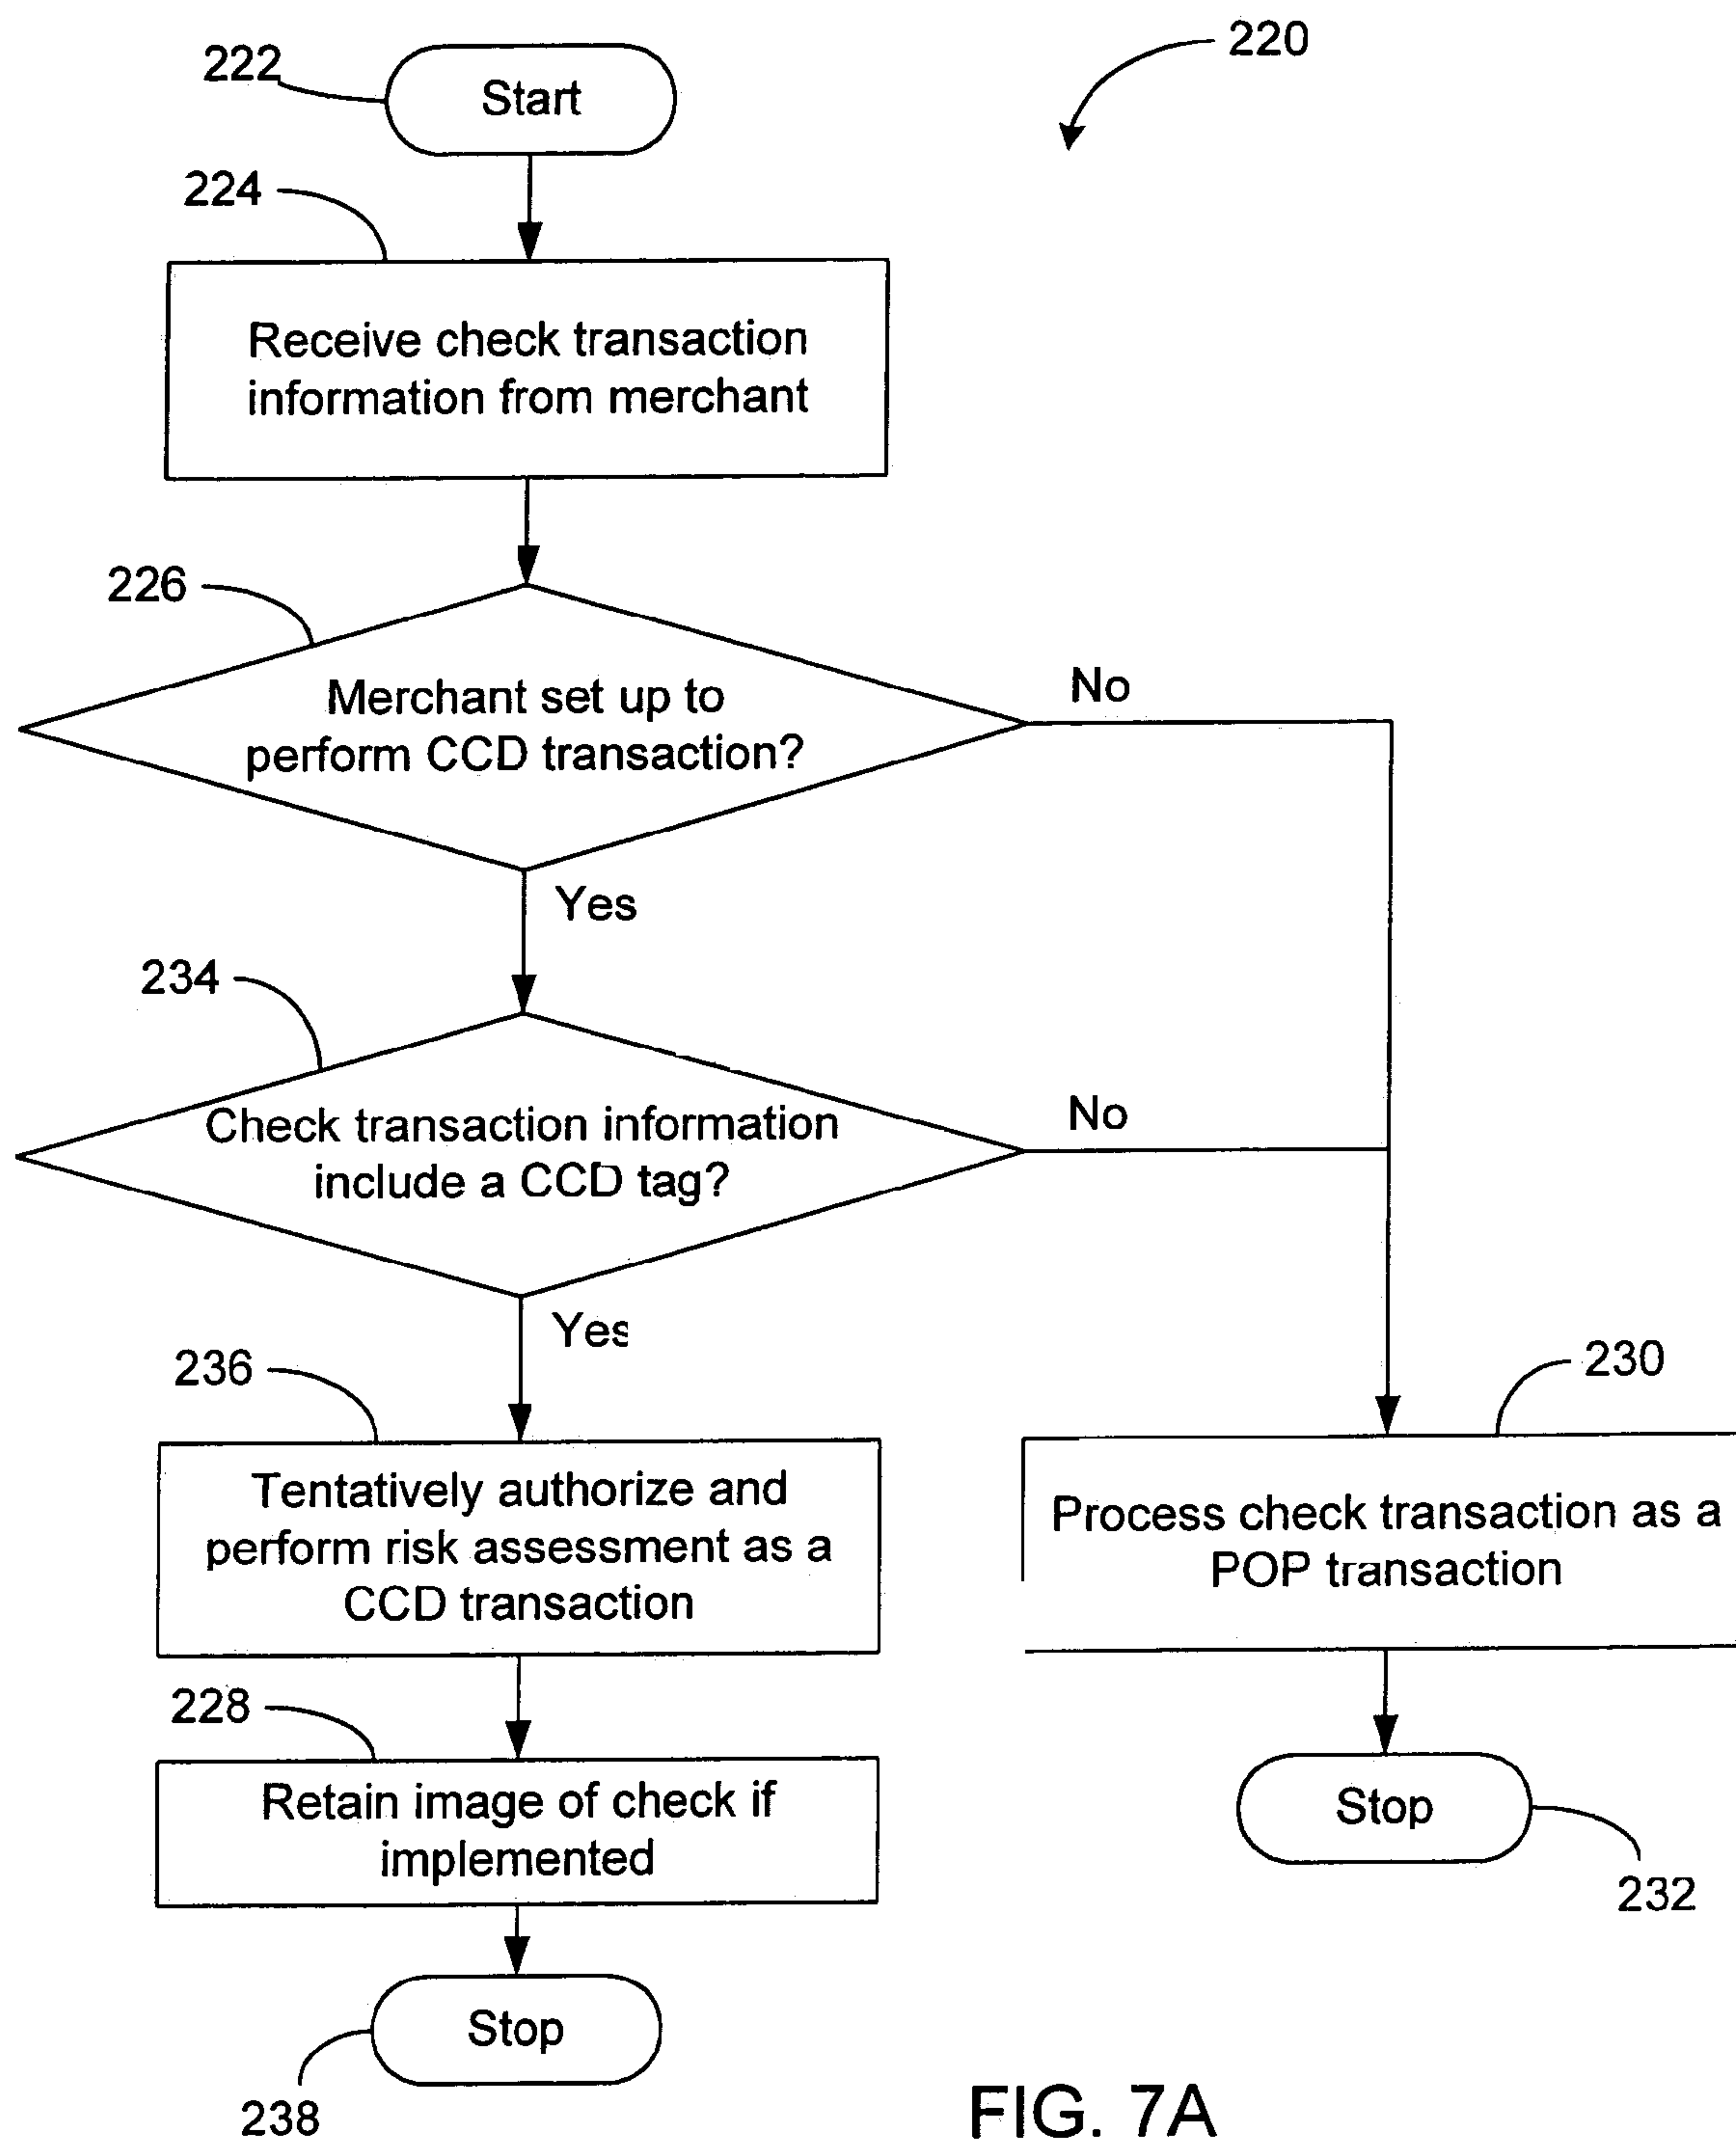 220
222
Start
224
Receive check transaction
information from merchant
226
Merchant set up to
perform CCD transaction?
No
Yes
234
Check transaction information
include a CCD tag?
No
Yes
236
Tentatively authorize and
perform risk assessment as a
CCD transaction
230
Process check transaction as a
POP transaction
228
Retain image of check if
implemented
Stop
232
Stop
238
FIG. 7A